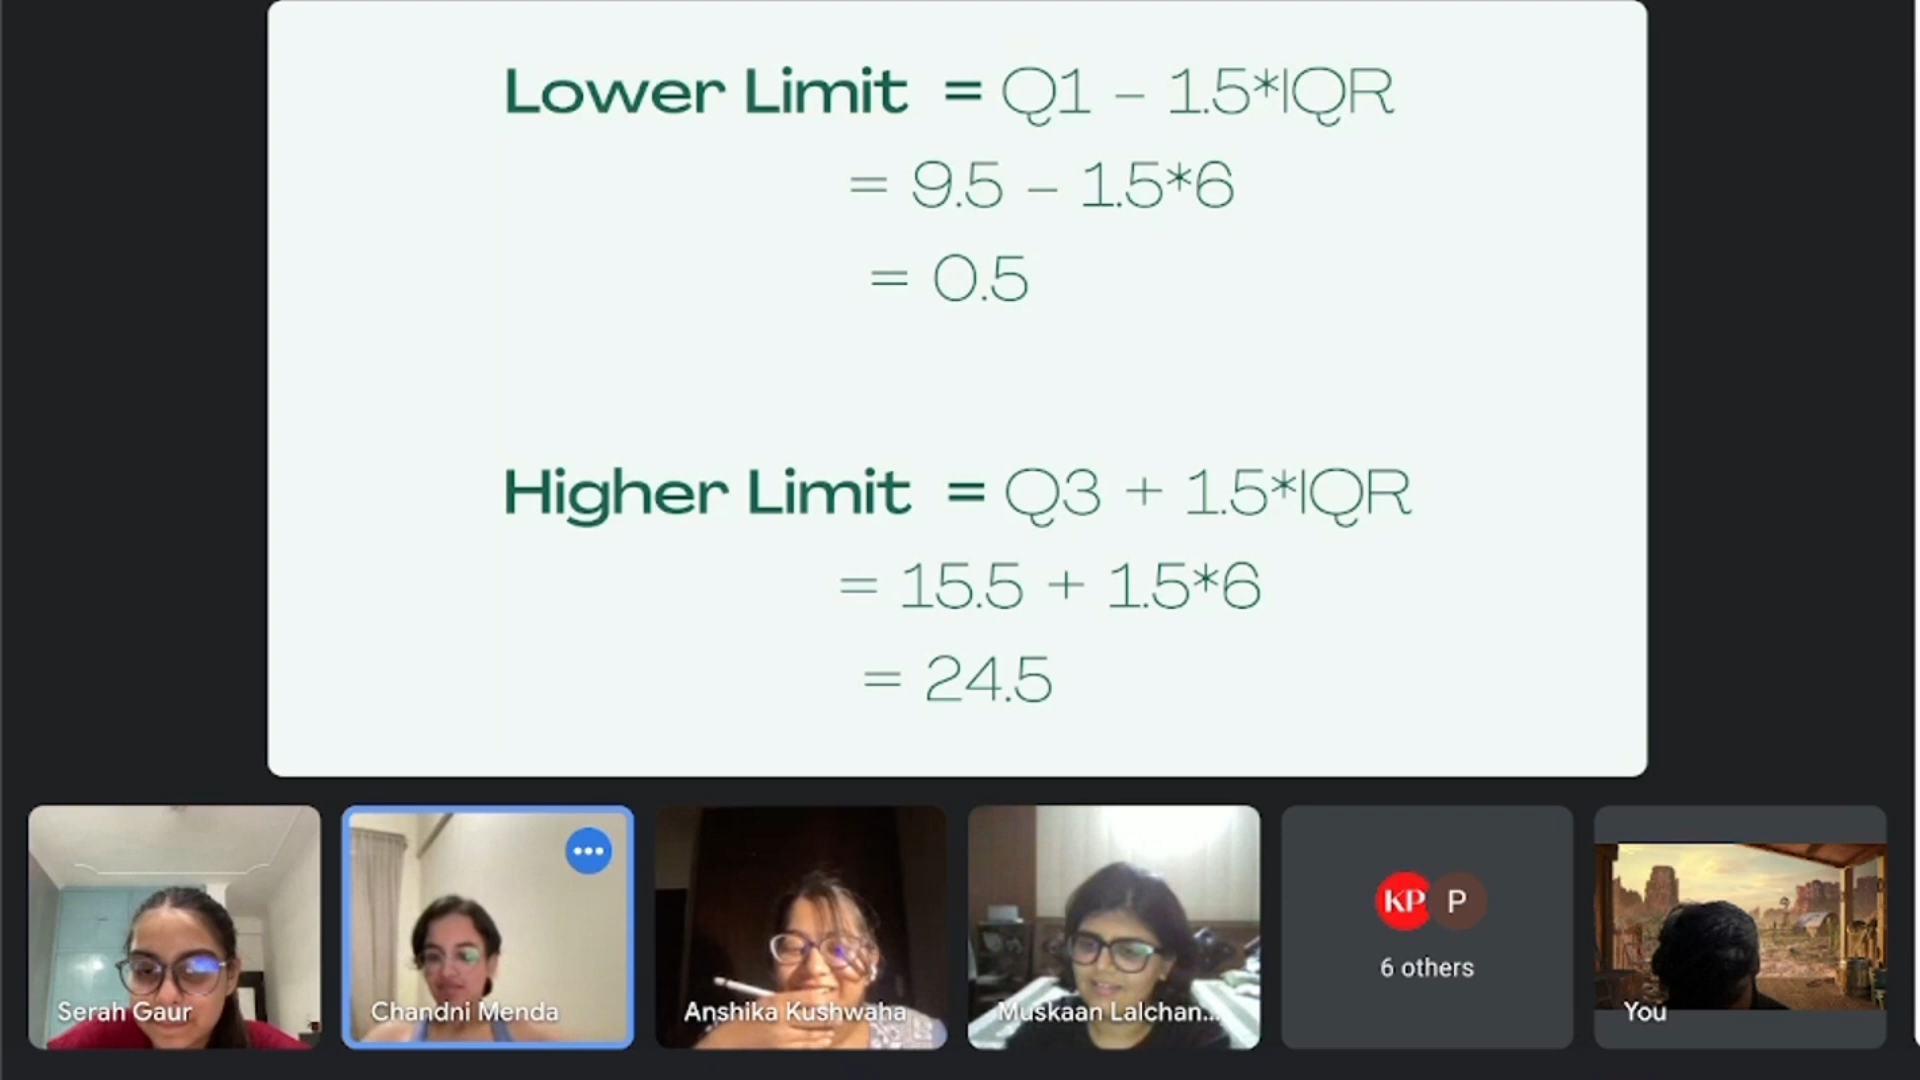 Lower Limit = Q1 – 1.5*IQR
= 9.5 – 1.5*6
= 0.5
Higher Limit = Q3 + 1.5*IQR
= 15.5 + 1.5*6
= 24.5
Serah Gaur
Chandni Menda
Anshika Kushwaha
Muskaan Lalchan...
KP P
6 others
You